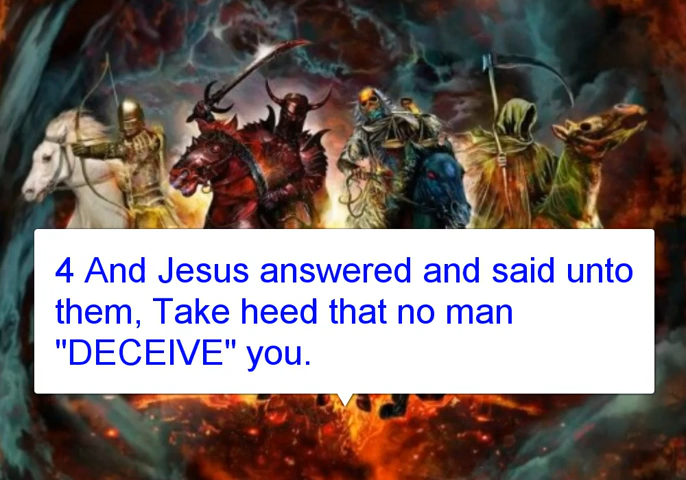 4 And Jesus answered and said unto
them, Take heed that no man
"DECEIVE" you.